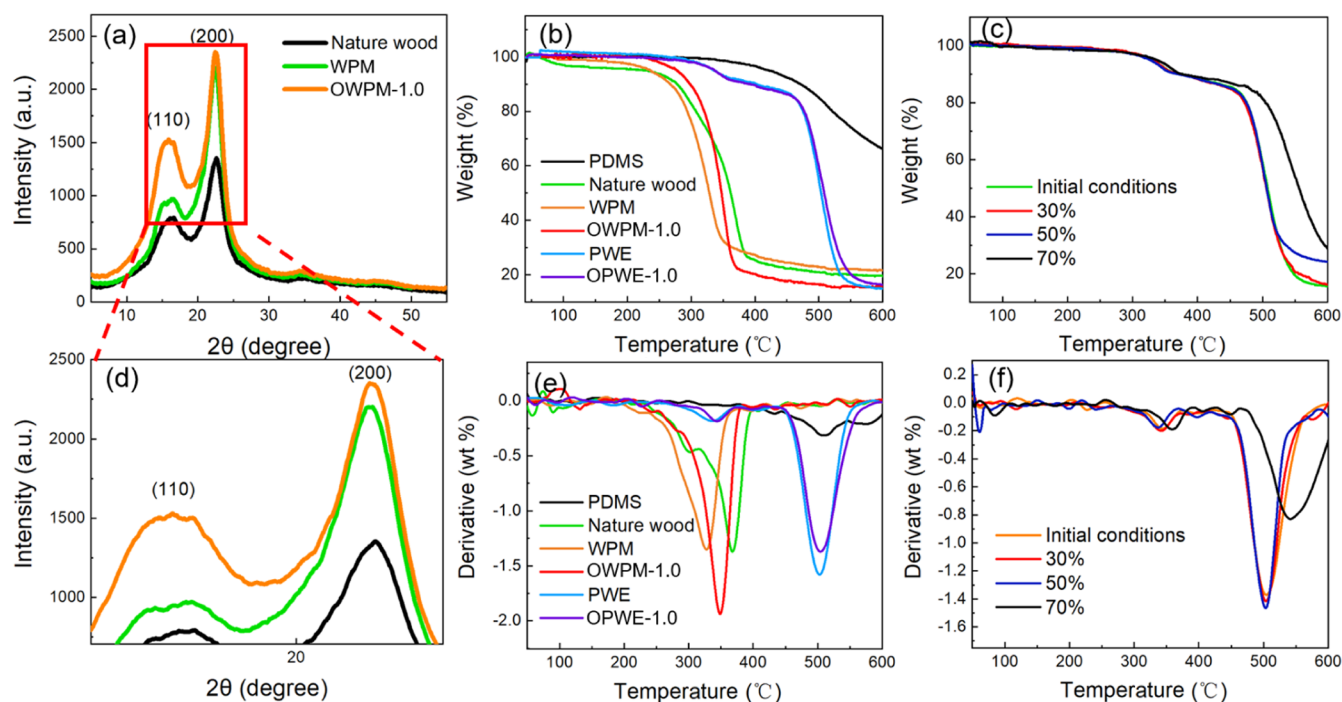 (a)
(200)
(110)
Nature wood
WPM
OWPM-1.0
2500
2000
1500
1000
500
0
Intensity (a.u.)
10
20
30
40
50
2θ (degree)
(b)
100
80
60
40
20
Weight (%)
PDMS
Nature wood
WPM
OWPM-1.0
PWE
OPWE-1.0
100
200
300
400
500
600
Temperature (℃)
(c)
100
80
60
40
20
Weight (%)
Initial conditions
30%
50%
70%
100
200
300
400
500
600
Temperature (℃)
(d)
(200)
(110)
2500
2000
1500
1000
Intensity (a.u.)
20
2θ (degree)
(e)
0.0
-0.5
-1.0
-1.5
-2.0
Derivative (wt %)
PDMS
Nature wood
WPM
OWPM-1.0
PWE
OPWE-1.0
100
200
300
400
500
600
Temperature (℃)
(f)
0.2
0.0
-0.2
-0.4
-0.6
-0.8
-1.0
-1.2
-1.4
-1.6
Derivative (wt %)
Initial conditions
30%
50%
70%
100
200
300
400
500
600
Temperature (℃)